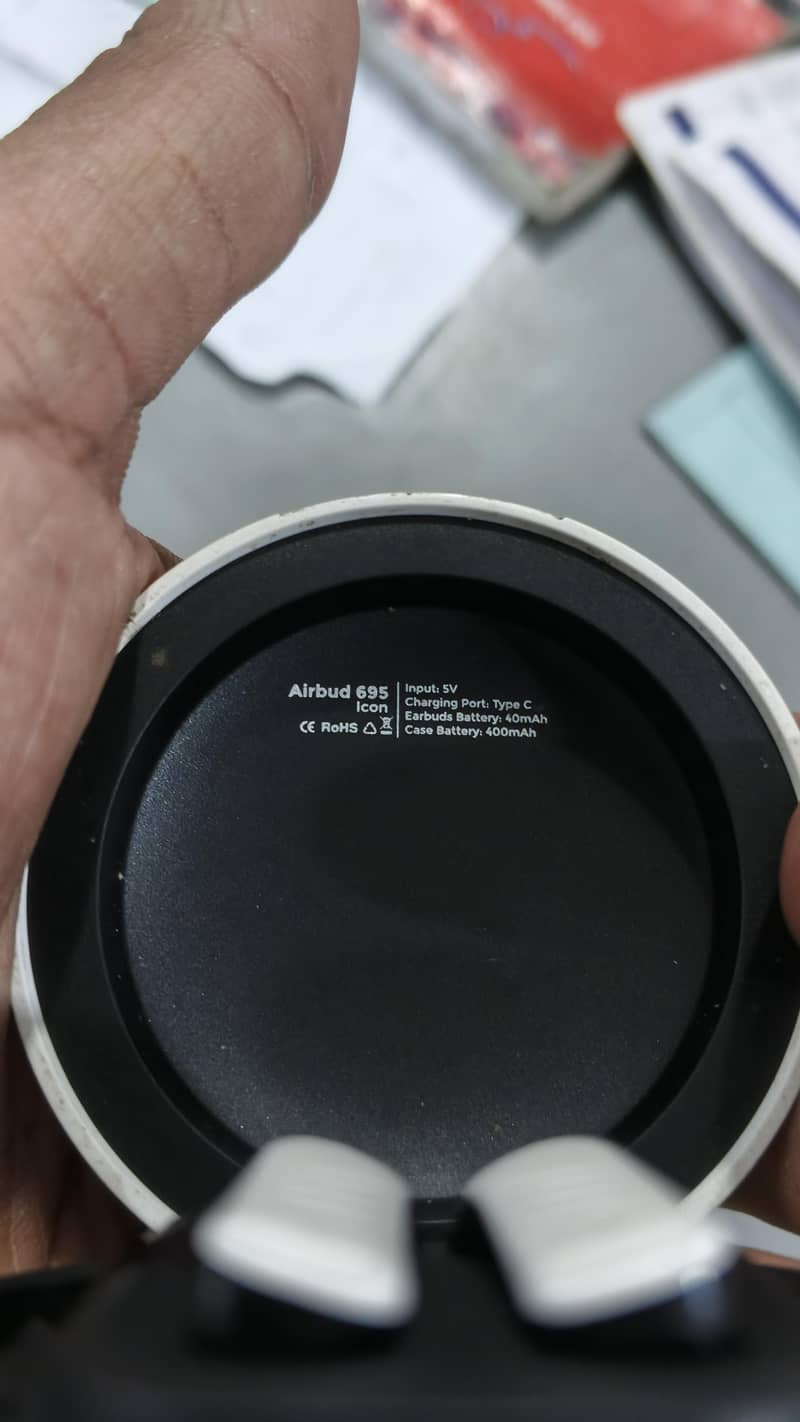 Airbud 695
Icon
CE RoHS
Input: 5V
Charging Port: Type C
Earbuds Battery: 40mAh
Case Battery: 400mAh